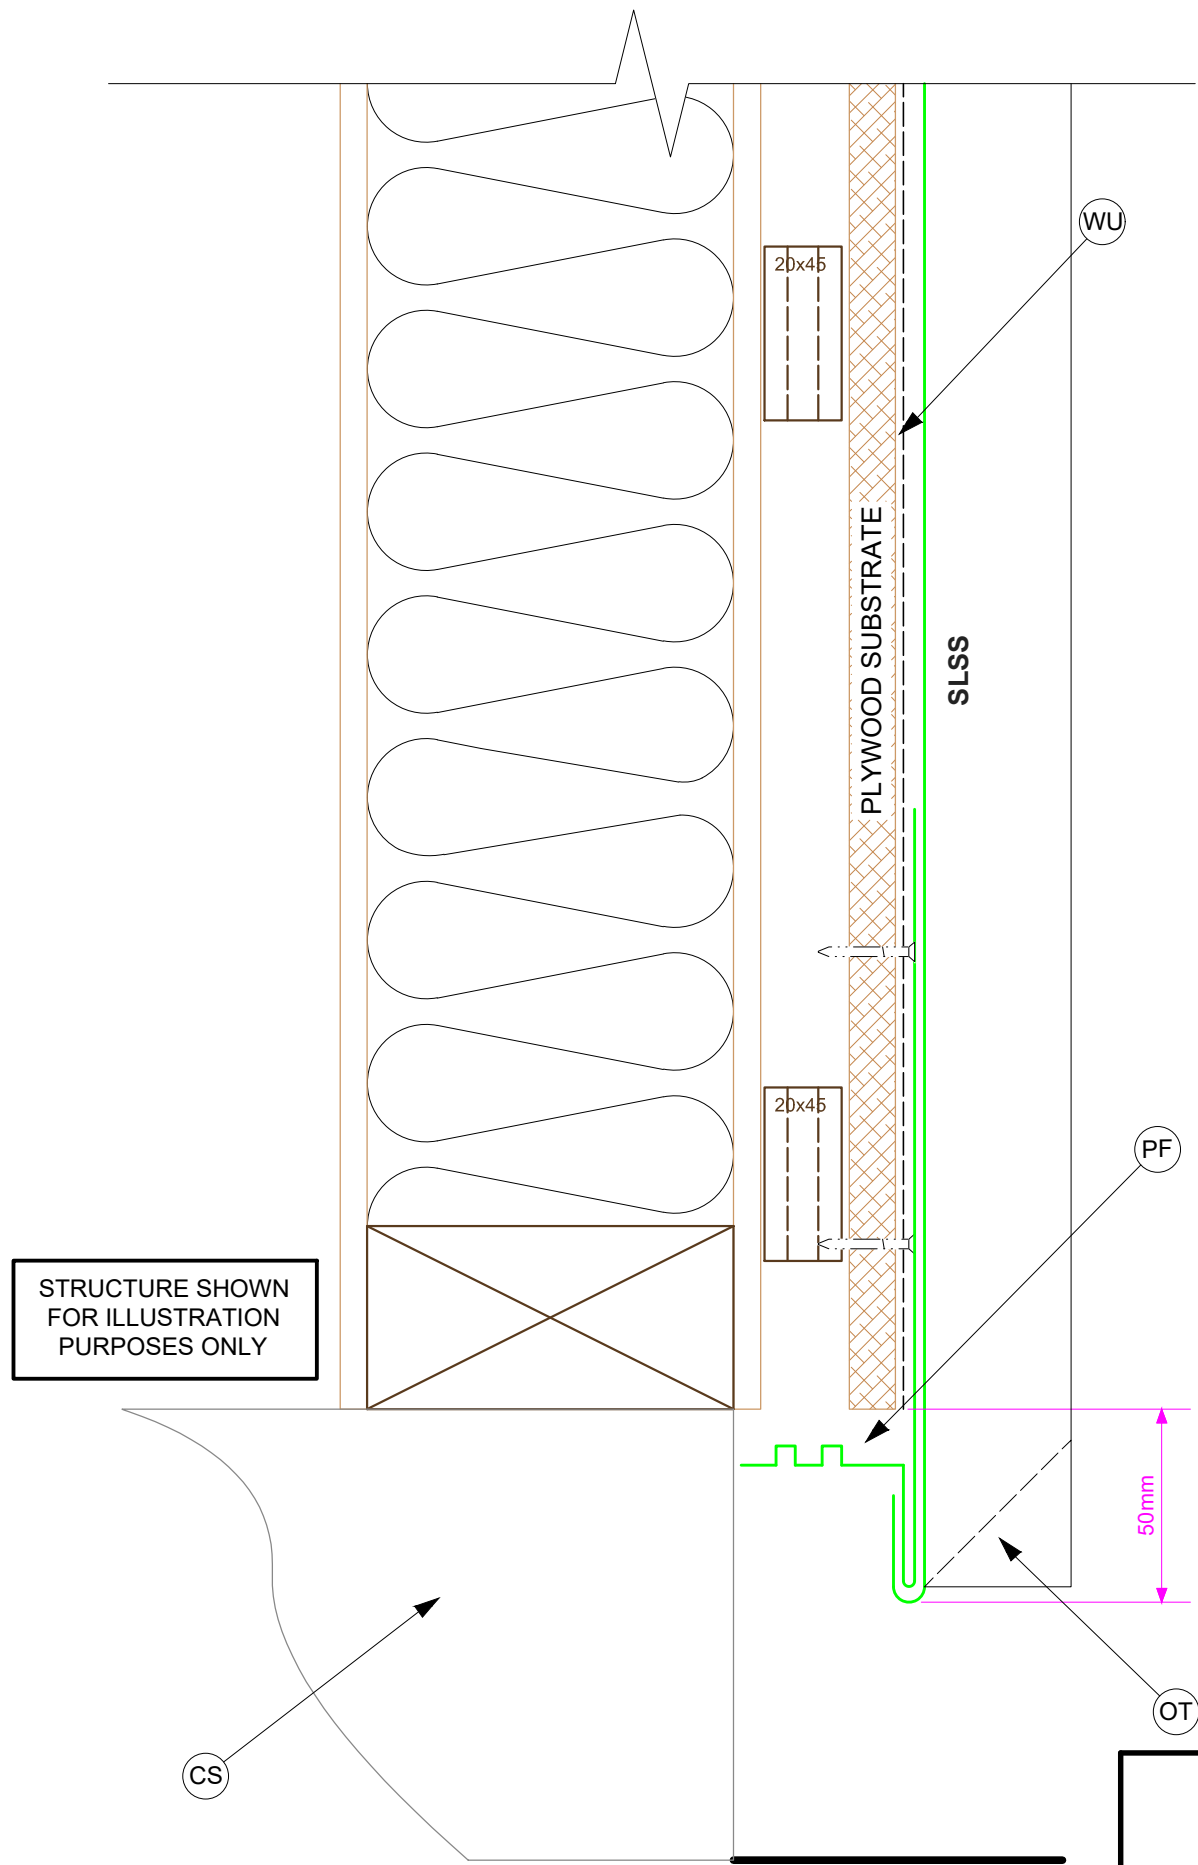 WU
20x45
PLYWOOD SUBSTRATE
SLSS
20x45
PF
STRUCTURE SHOWN
FOR ILLUSTRATION
PURPOSES ONLY
50mm
OT
CS